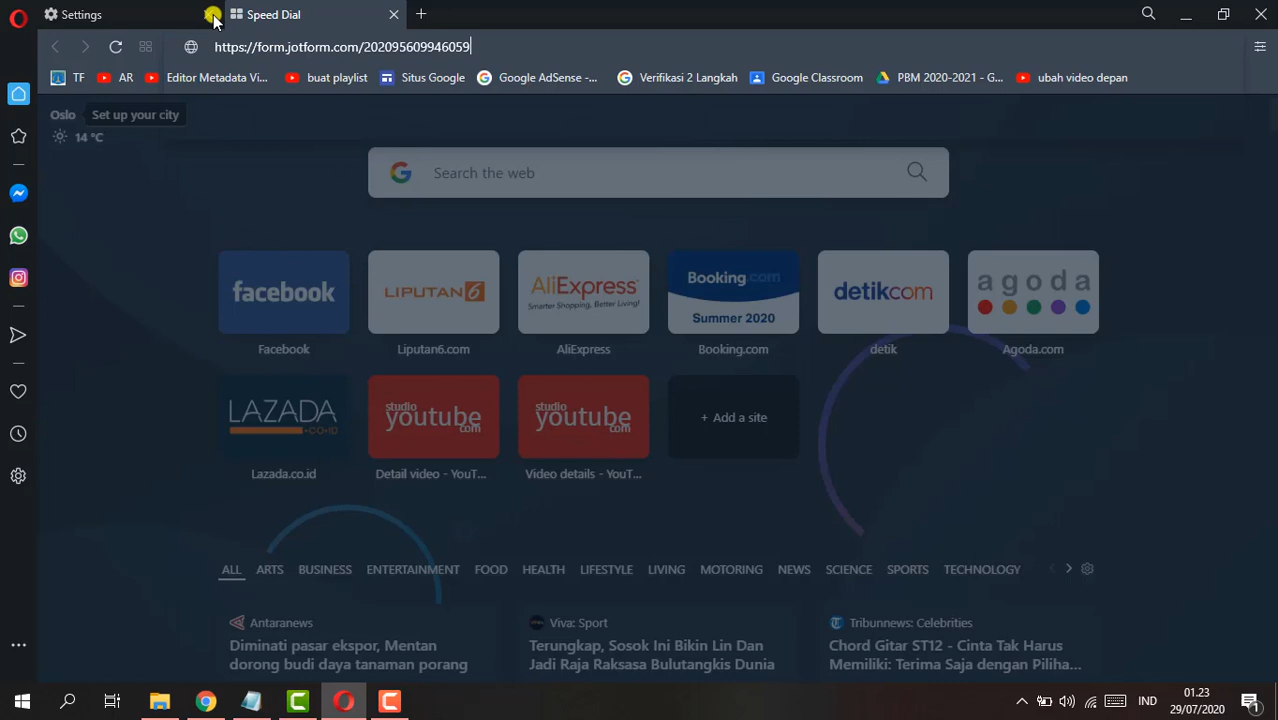 Settings
Speed Dial
https://form.jotform.com/202095609946059
TF
AR
Editor Metadata Vi...
buat playlist
Situs Google
Google AdSense -...
Verifikasi 2 Langkah
Google Classroom
PBM 2020-2021 - G...
ubah video depan
Oslo
Set up your city
14 °C
Search the web
facebook
LIPUTAN6
AliExpress
Smarter Shopping, Better Living!
Booking.com
Summer 2020
detikcom
agoda
Facebook
Liputan6.com
AliExpress
Booking.com
detik
Agoda.com
LAZADA
.CO.ID
studio
youtube
com
studio
youtube
com
+ Add a site
Lazada.co.id
Detail video - YouT...
Video details - YouT...
ALL
ARTS
BUSINESS
ENTERTAINMENT
FOOD
HEALTH
LIFESTYLE
LIVING
MOTORING
NEWS
SCIENCE
SPORTS
TECHNOLOGY
Antaranews
Viva: Sport
Tribunnews: Celebrities
Diminati pasar ekspor, Mentan
dorong budi daya tanaman porang
Terungkap, Sosok Ini Bikin Lin Dan
Jadi Raja Raksasa Bulutangkis Dunia
Chord Gitar ST12 - Cinta Tak Harus
Memiliki: Terima Saja dengan Piliha...
IND
01.23
29/07/2020
1